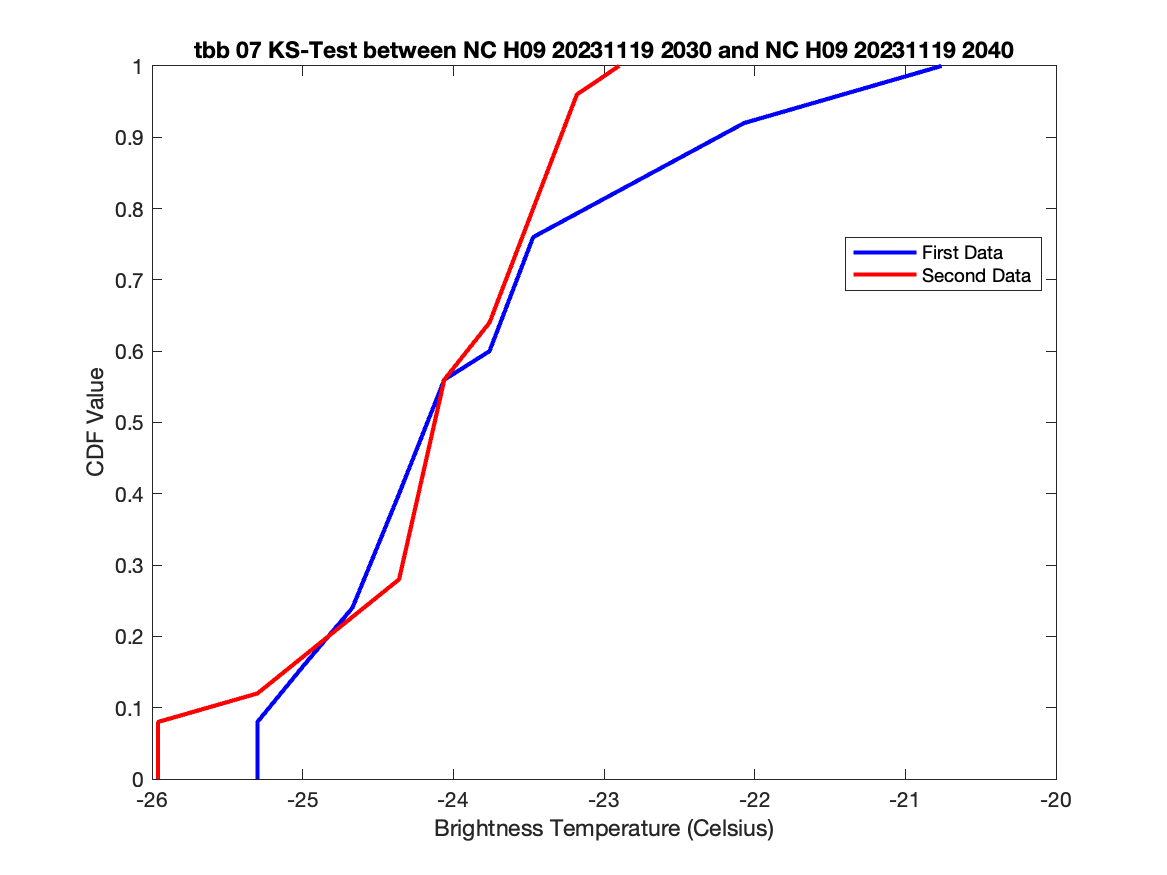 tbb 07 KS-Test between NC H09 20231119 2030 and NC H09 20231119 2040
1
0.9
0.8
0.7
0.6
0.5
0.4
0.3
0.2
0.1
0
CDF Value
First Data
Second Data
-26 -25 -24 -23 -22 -21 -20
Brightness Temperature (Celsius)